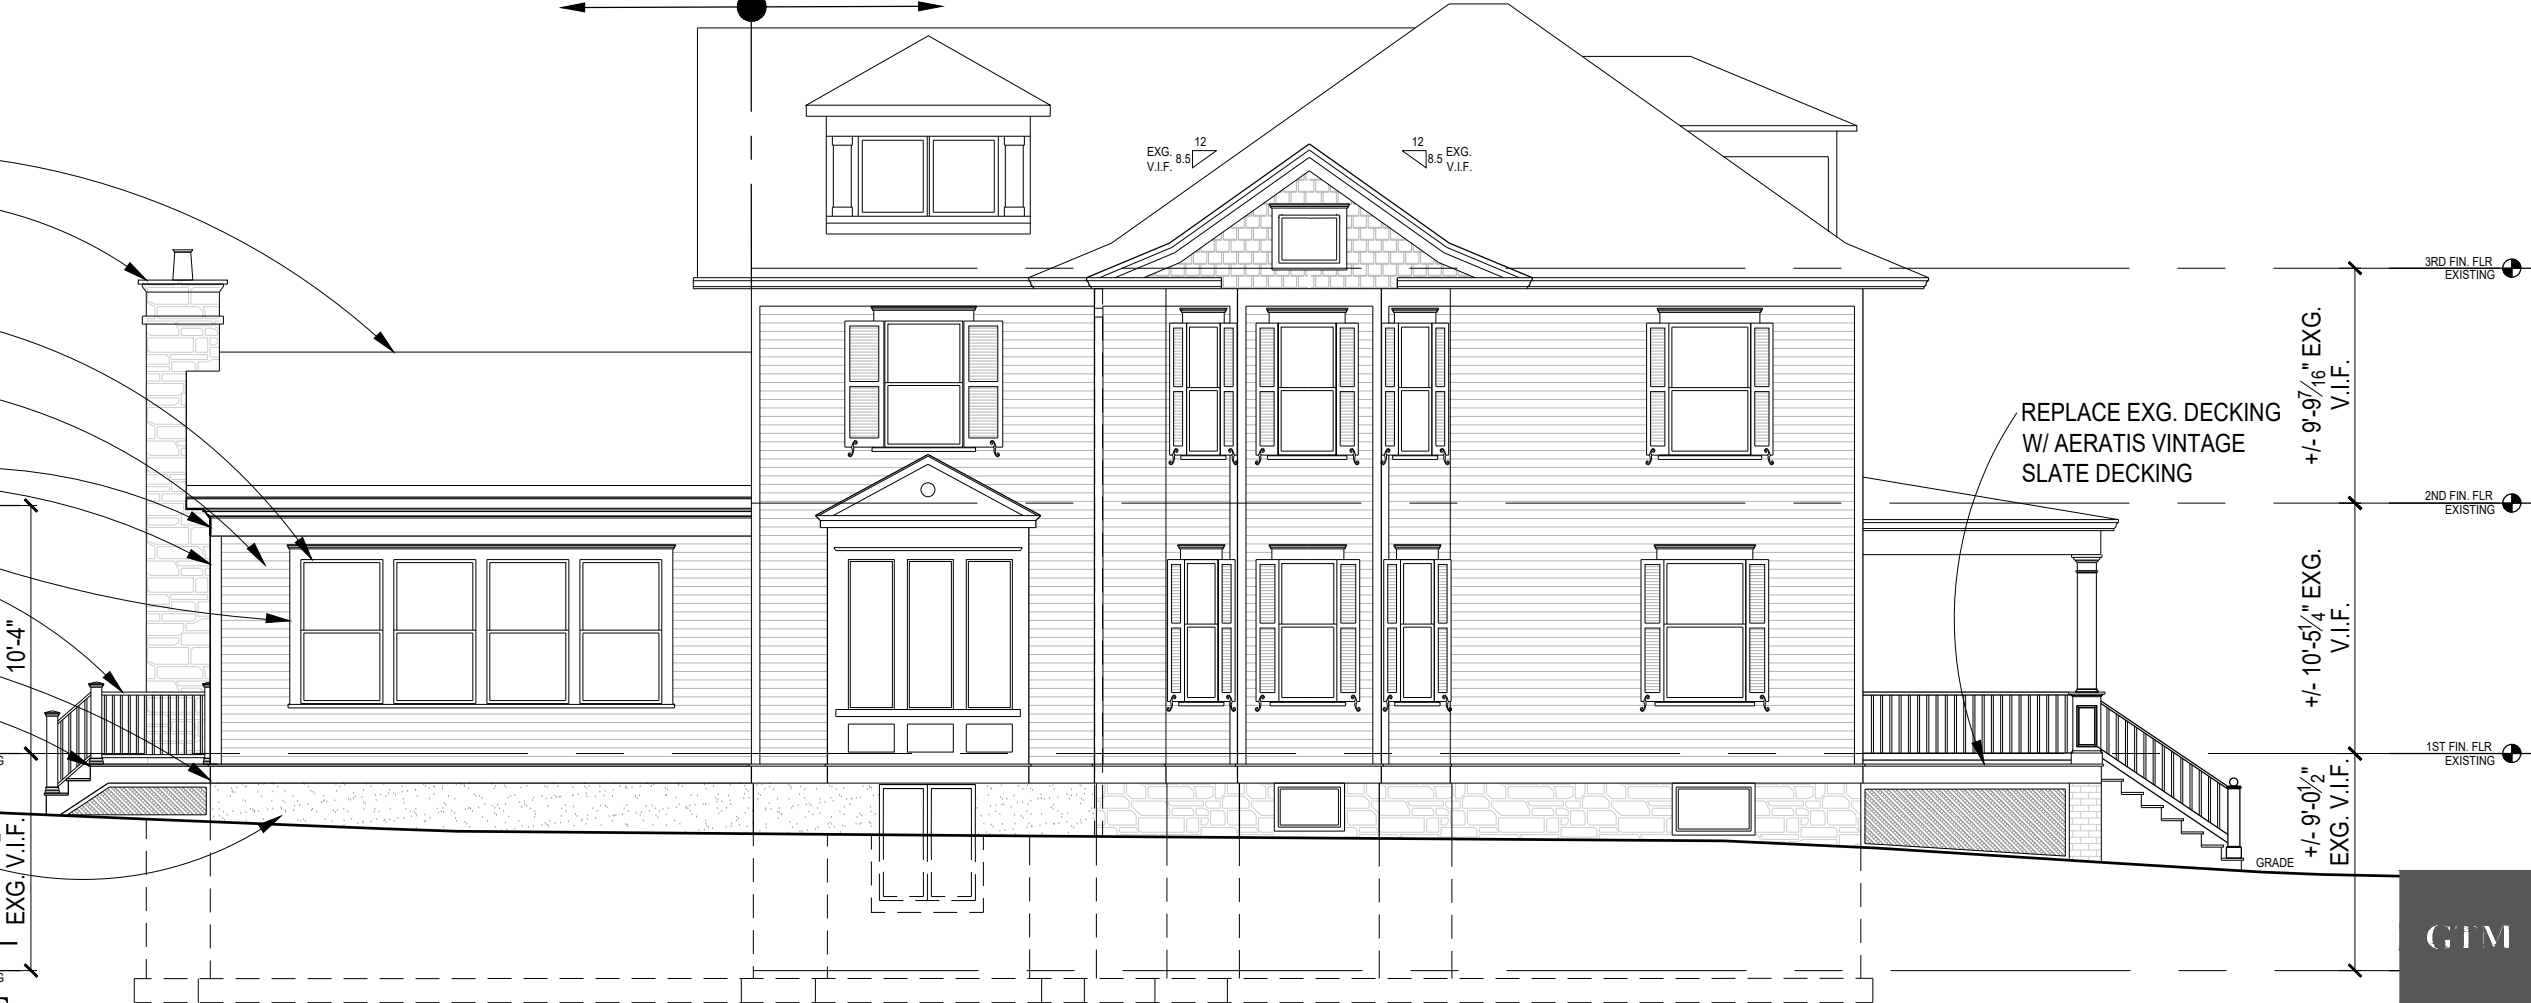 12
EXG. 8.5
V.I.F.
12
8.5 EXG.
V.I.F.
3RD FIN. FLR
EXISTING
+/- 9'-9 7/16" EXG.
V.I.F.
REPLACE EXG. DECKING
W/ AERATIS VINTAGE
SLATE DECKING
2ND FIN. FLR
EXISTING
10'-4"
+/- 10'-5 1/4" EXG.
V.I.F.
1ST FIN. FLR
EXISTING
+/- 9'-0 1/2"
EXG. V.I.F.
EXG. V.I.F.
GRADE
GTM